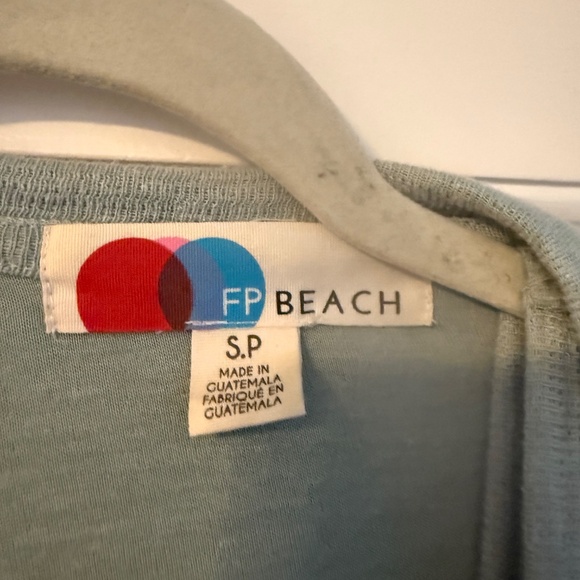 FP BEACH
S.P
MADE IN
GUATEMALA
FABRIQUÉ EN
GUATEMALA